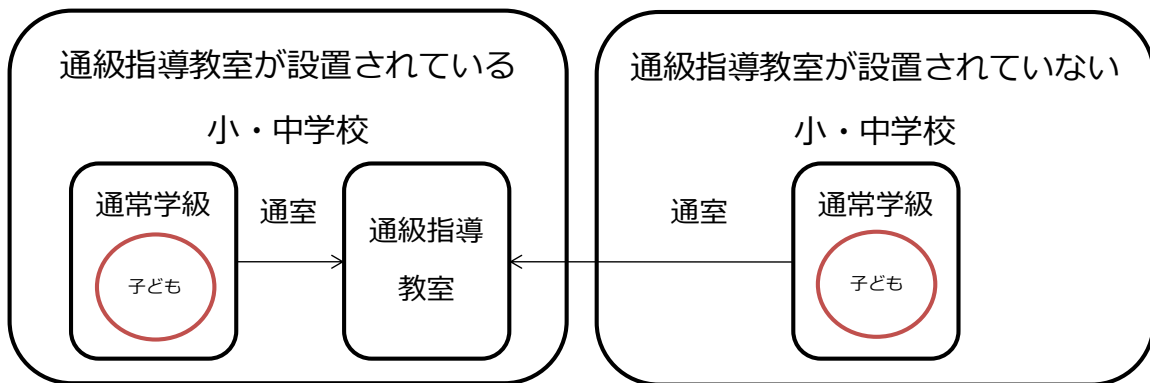 通級指導教室が設置されている
小・中学校
通常学級
子ども
通室
通級指導
教室
通級指導教室が設置されていない
小・中学校
通室
通常学級
子ども